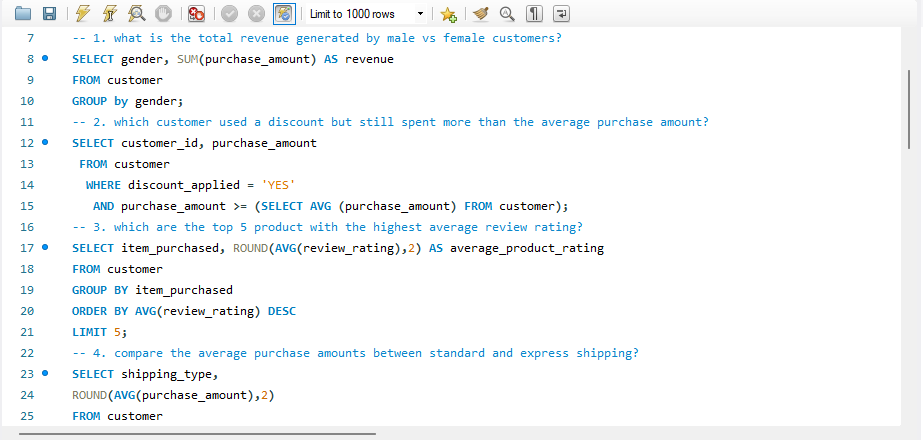 Limit to 1000 rows
7 -- 1. what is the total revenue generated by male vs female customers?
8 SELECT gender, SUM(purchase_amount) AS revenue
9 FROM customer
10 GROUP by gender;
11 -- 2. which customer used a discount but still spent more than the average purchase amount?
12 SELECT customer_id, purchase_amount
13 FROM customer
14 WHERE discount_applied = 'YES'
15 AND purchase_amount >= (SELECT AVG (purchase_amount) FROM customer);
16 -- 3. which are the top 5 product with the highest average review rating?
17 SELECT item_purchased, ROUND(AVG(review_rating),2) AS average_product_rating
18 FROM customer
19 GROUP BY item_purchased
20 ORDER BY AVG(review_rating) DESC
21 LIMIT 5;
22 -- 4. compare the average purchase amounts between standard and express shipping?
23 SELECT shipping_type,
24 ROUND(AVG(purchase_amount),2)
25 FROM customer